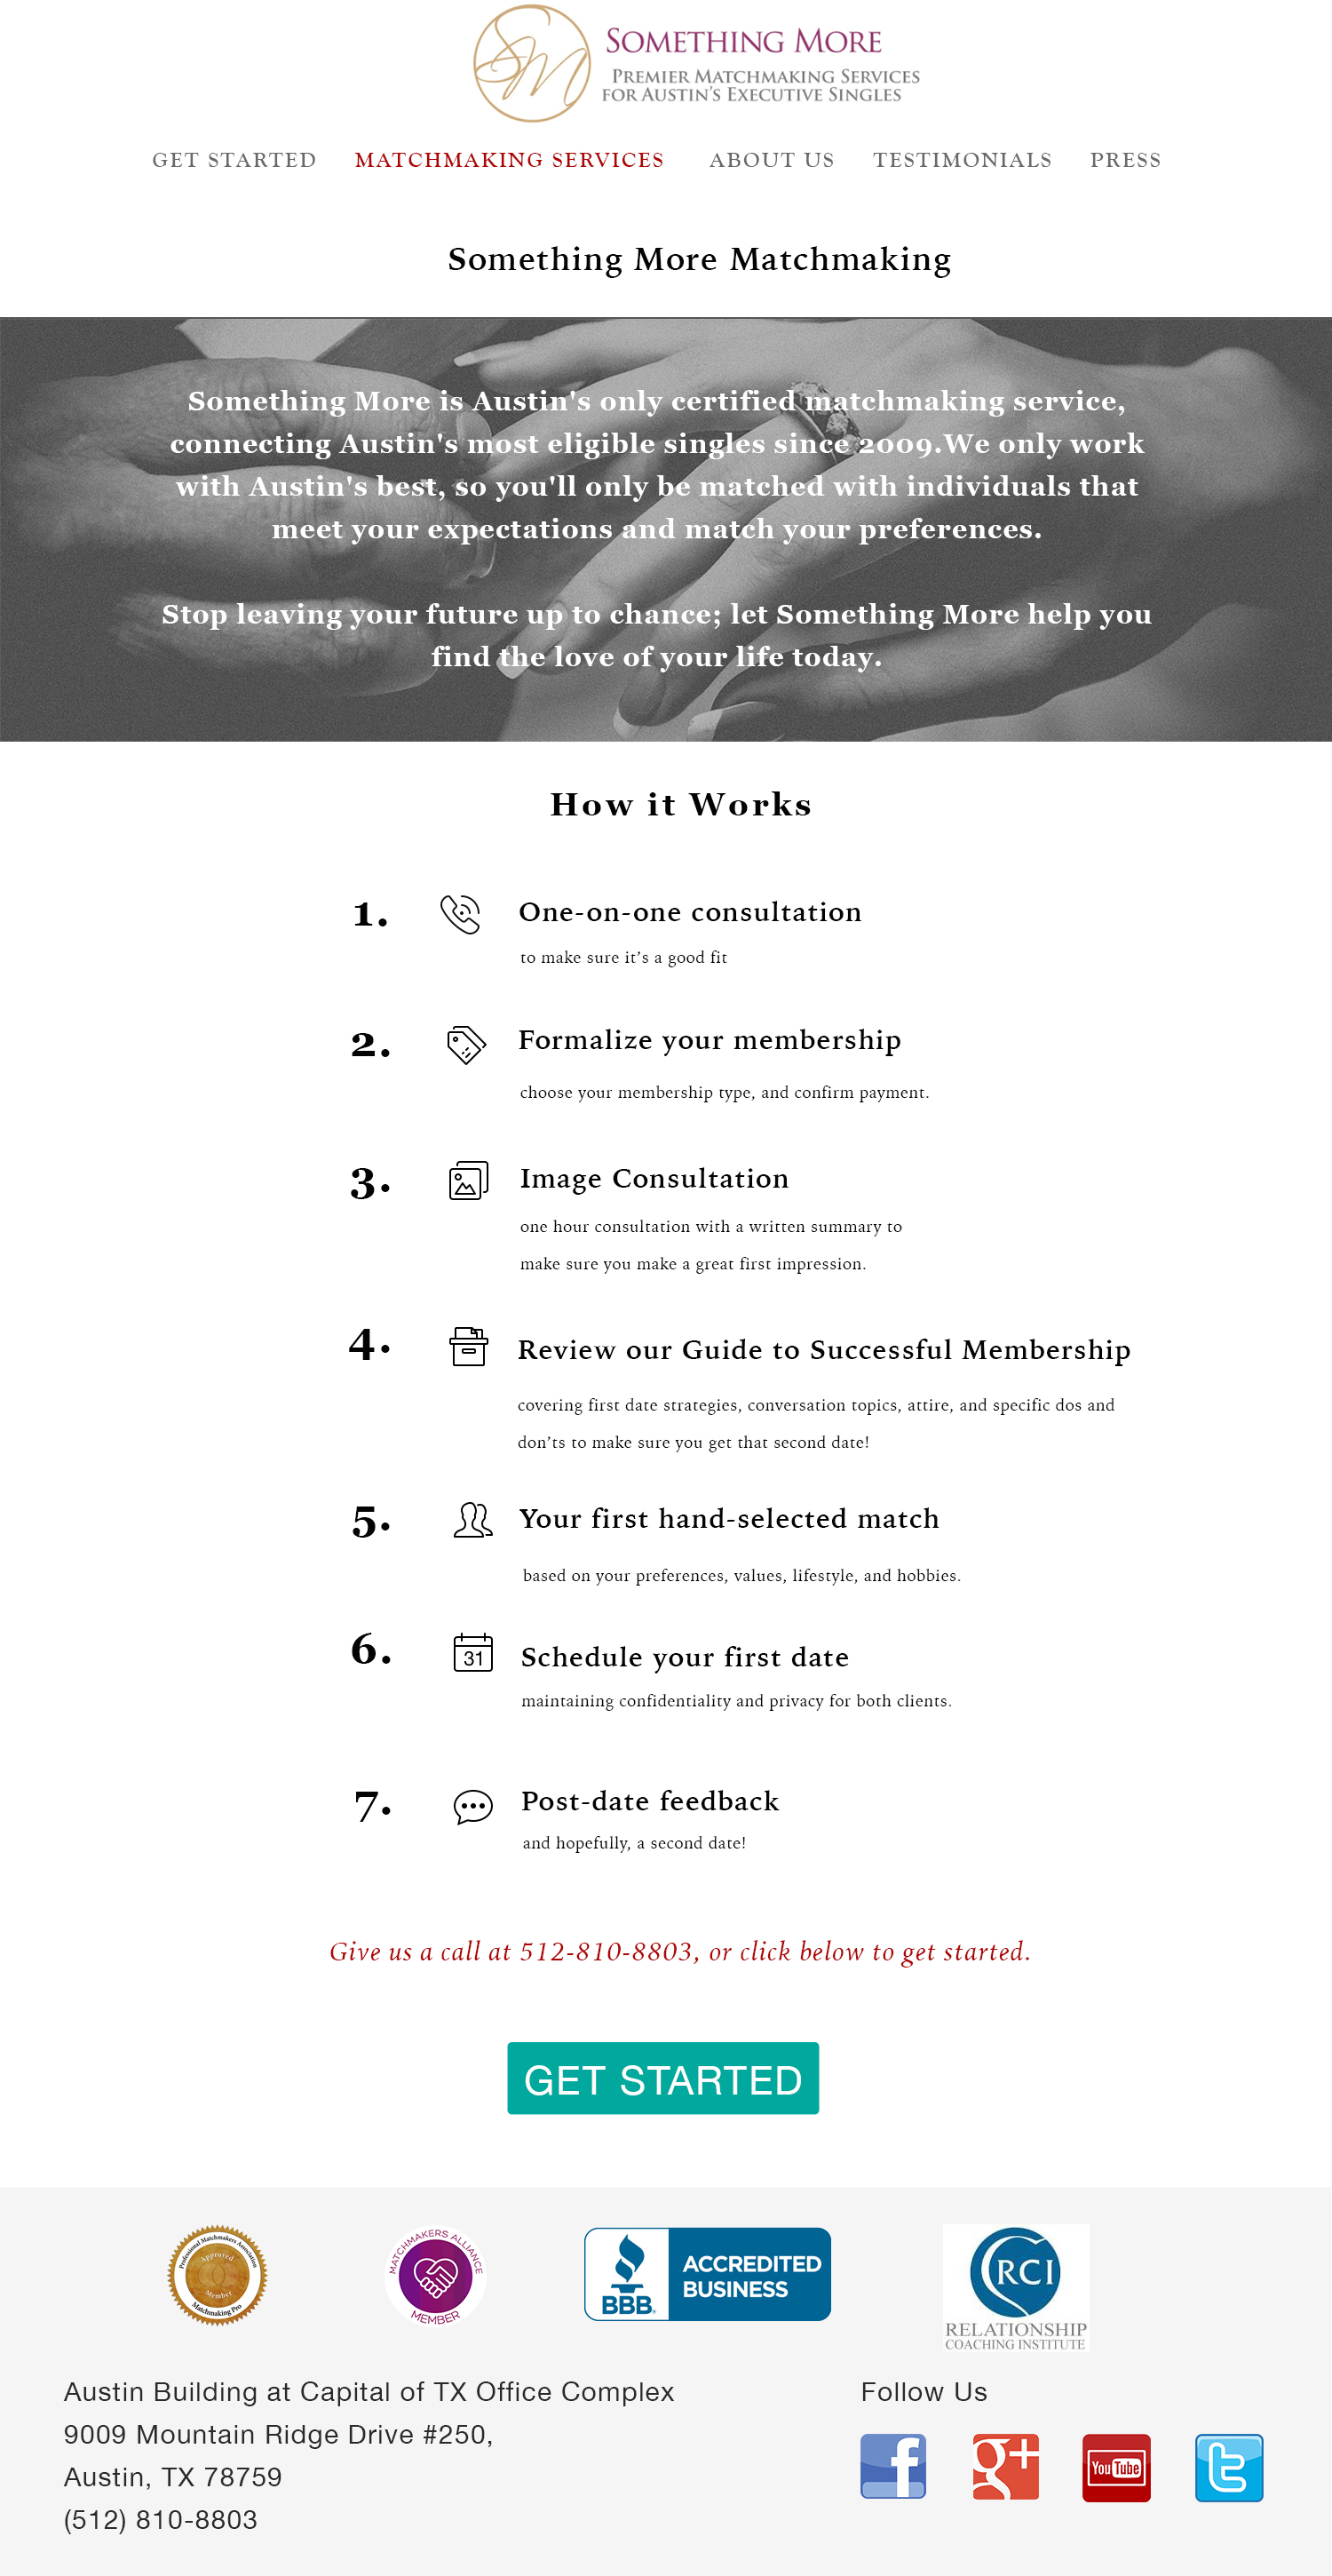 SM
SOMETHING MORE
PREMIER MATCHMAKING SERVICES
FOR AUSTIN'S EXECUTIVE SINGLES
GET STARTED MATCHMAKING SERVICES ABOUT US TESTIMONIALS PRESS
Something More Matchmaking
Something More is Austin's only certified matchmaking service,
connecting Austin's most eligible singles since 2009.We only work
with Austin's best, so you'll only be matched with individuals that
meet your expectations and match your preferences.
Stop leaving your future up to chance; let Something More help you
find the love of your life today.
How it Works
1. One-on-one consultation
to make sure it’s a good fit
2. Formalize your membership
choose your membership type, and confirm payment.
3. Image Consultation
one hour consultation with a written summary to
make sure you make a great first impression.
4. Review our Guide to Successful Membership
covering first date strategies, conversation topics, attire, and specific dos and
don’ts to make sure you get that second date!
5. Your first hand-selected match
based on your preferences, values, lifestyle, and hobbies.
6. 31 Schedule your first date
maintaining confidentiality and privacy for both clients.
7. Post-date feedback
and hopefully, a second date!
Give us a call at 512-810-8803, or click below to get started.
GET STARTED
Professional Matchmakers Association
Approved
Member
Matchmaking Pro
MATCHMAKERS ALLIANCE
MEMBER
BBB.
ACCREDITED
BUSINESS
RCI
RELATIONSHIP
COACHING INSTITUTE
Austin Building at Capital of TX Office Complex
9009 Mountain Ridge Drive #250,
Austin, TX 78759
(512) 810-8803
Follow Us
f g+ YouTube t